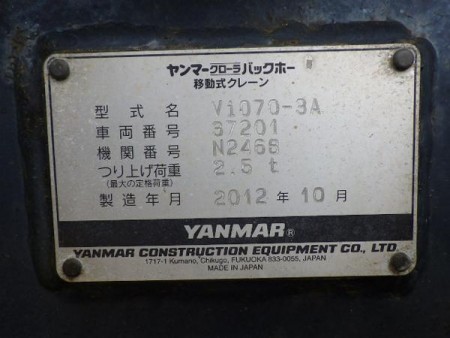 ヤンマークローラバックホー
移動式クレーン
型式名 Vi070-3A
車両番号 S7201
機関番号 N2466
つり上げ荷重 2.5 t
(最大の定格荷重)
製造年月 2012 年 10 月
YANMAR®
YANMAR CONSTRUCTION EQUIPMENT CO., LTD.
1717-1 Kumano, Chikugo, FUKUOKA 833-0055, JAPAN
MADE IN JAPAN